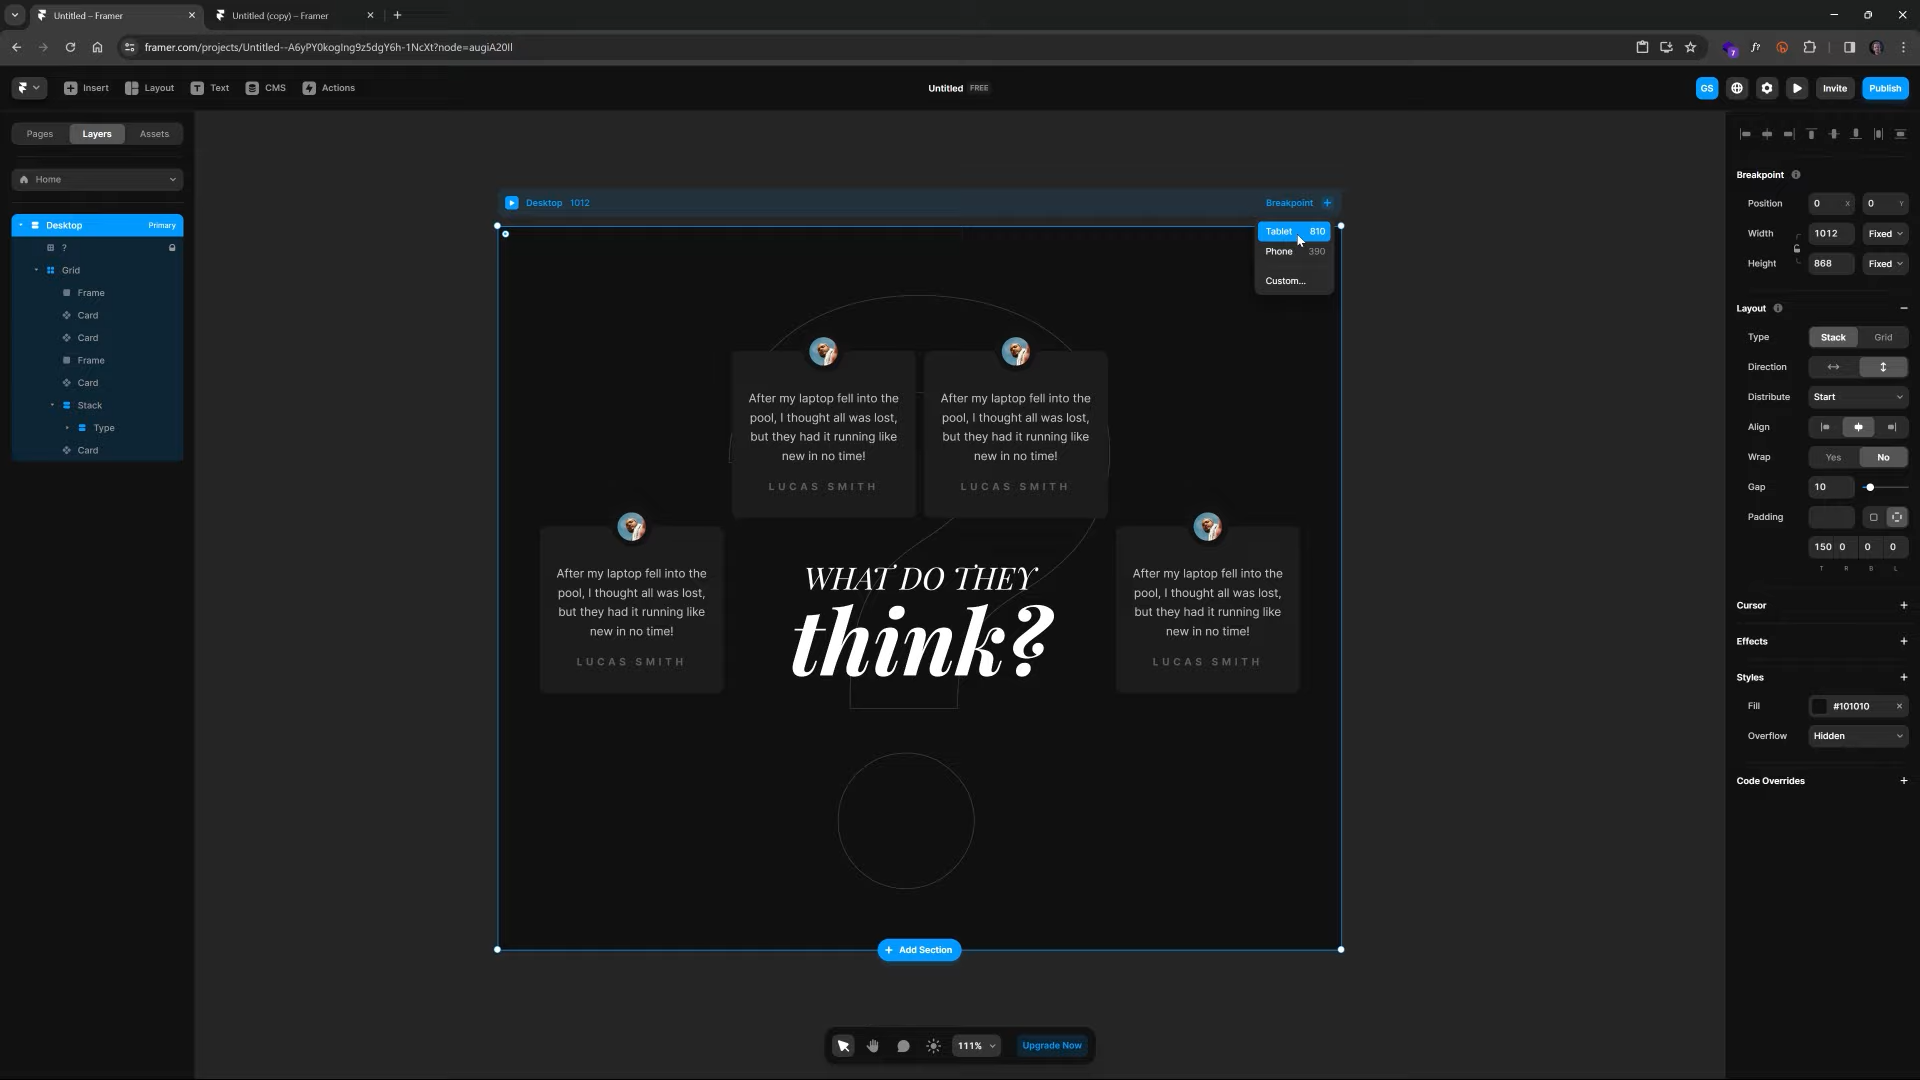 Untitled – Framer
Untitled (copy) – Framer
framer.com/projects/Untitled--A6yPY0kogIng9z5dgY6h-1NcXt?node=augiA20Il
7
f?
Insert
Layout
Text
CMS
Actions
Untitled FREE
GS
Invite
Publish
Pages
Layers
Assets
Home
Desktop Primary
?
Grid
Frame
Card
Card
Frame
Card
Stack
Type
Card
Desktop 1012
Breakpoint +
Tablet 810
Phone 390
Custom...
After my laptop fell into the
pool, I thought all was lost,
but they had it running like
new in no time!
LUCAS SMITH
After my laptop fell into the
pool, I thought all was lost,
but they had it running like
new in no time!
LUCAS SMITH
After my laptop fell into the
pool, I thought all was lost,
but they had it running like
new in no time!
LUCAS SMITH
WHAT DO THEY
think?
After my laptop fell into the
pool, I thought all was lost,
but they had it running like
new in no time!
LUCAS SMITH
?
+ Add Section
111%
Upgrade Now
Breakpoint
Position 0 X 0 Y
Width 1012 Fixed
Height 868 Fixed
Layout
Type Stack Grid
Direction
Distribute Start
Align
Wrap Yes No
Gap 10
Padding
150 0 0 0
T R B L
Cursor
Effects
Styles
Fill #101010
Overflow Hidden
Code Overrides